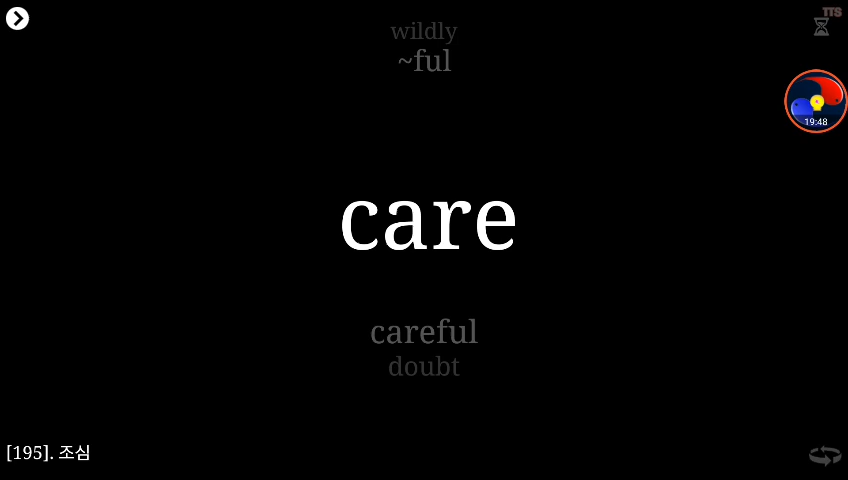 TTS
wildly
~ful
19:48
care
careful
doubt
[195]. 조심